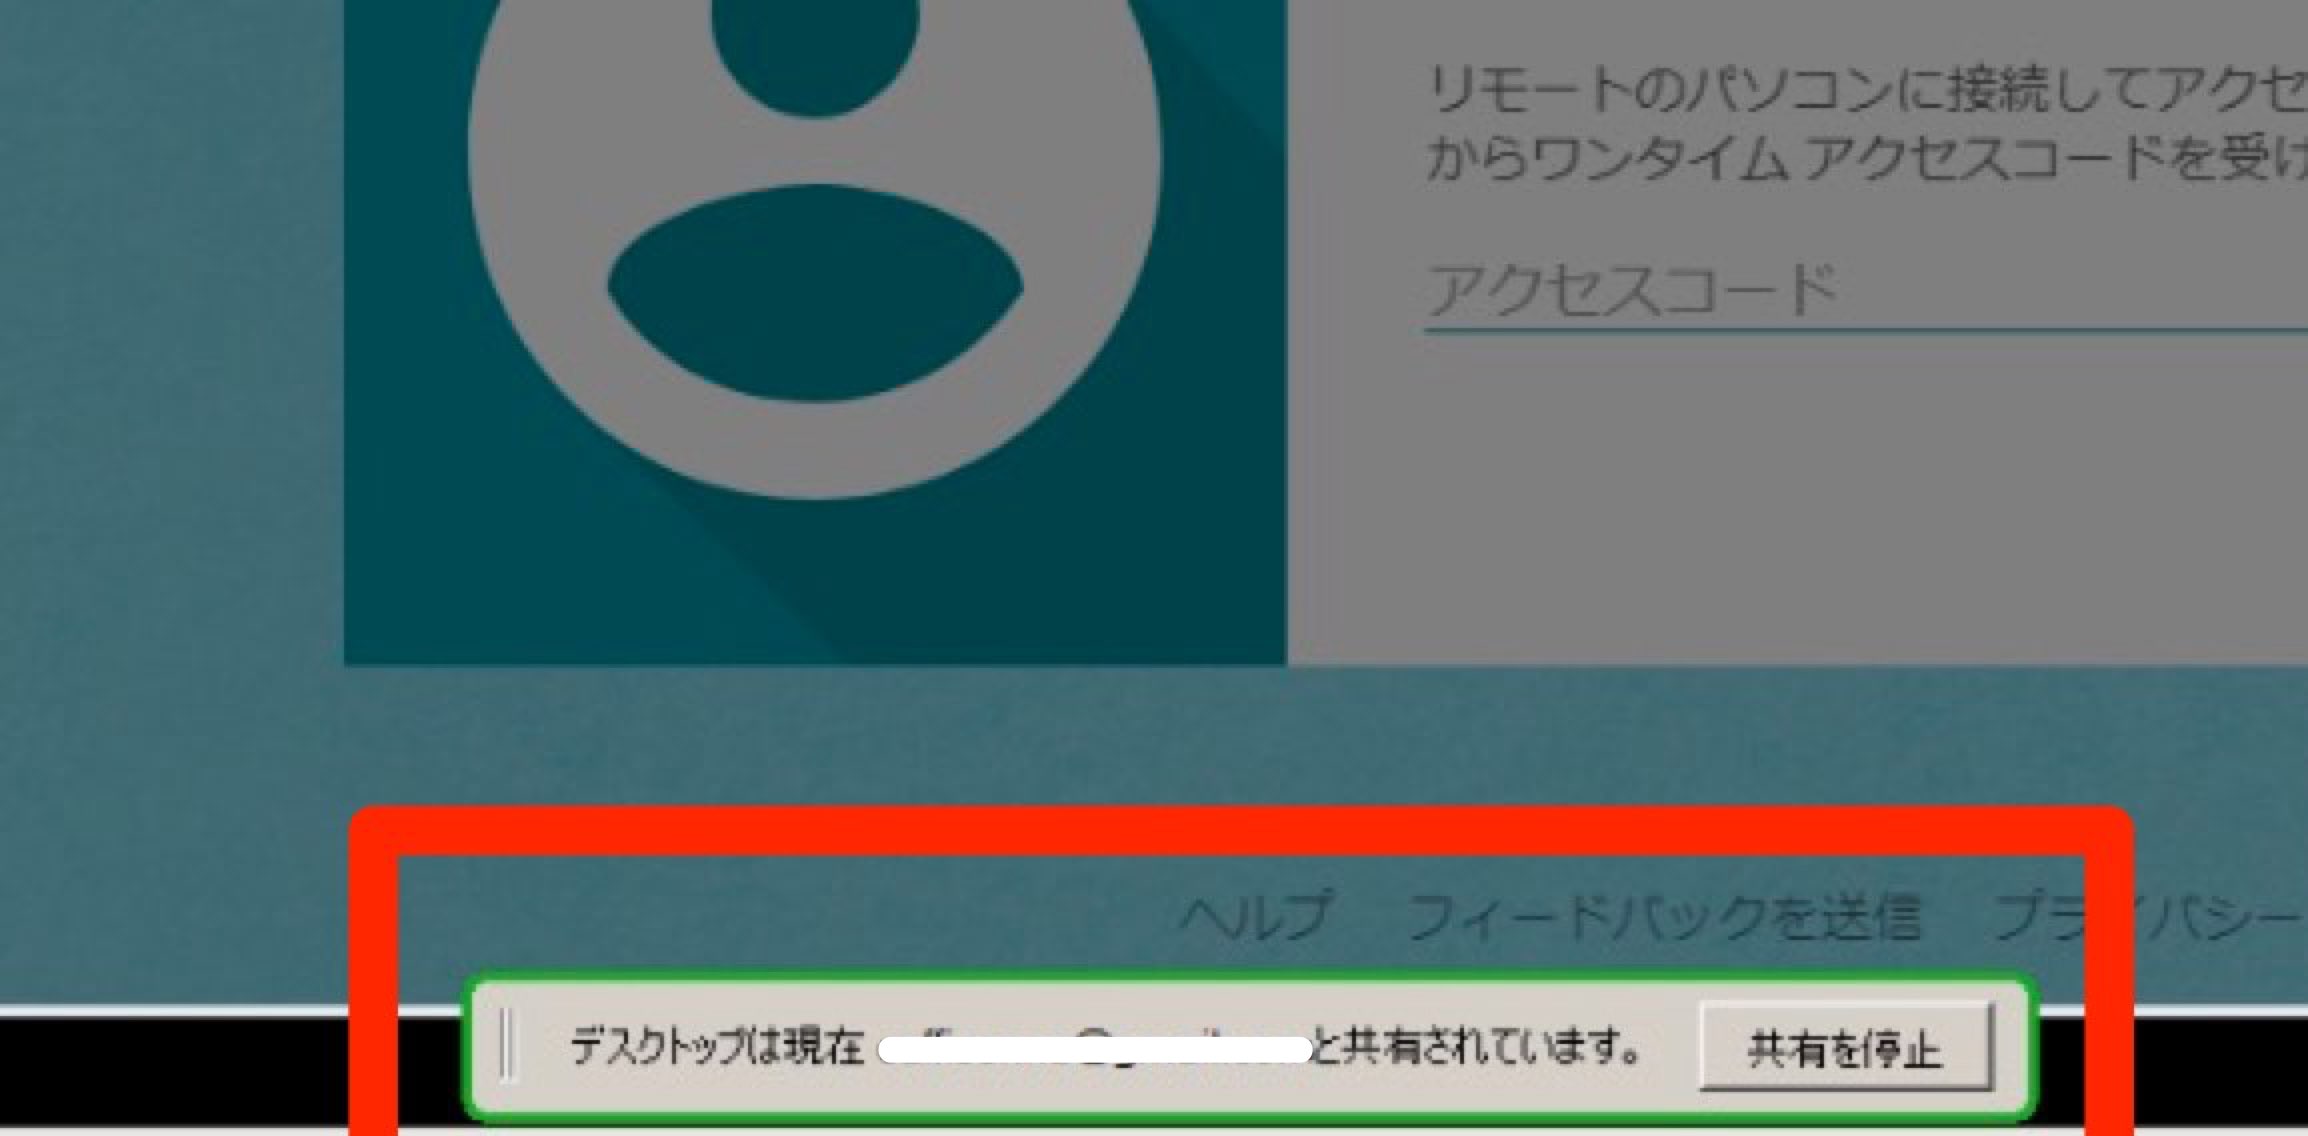 リモートのパソコンに接続してアクセ
からワンタイム アクセスコードを受け
アクセスコード
ヘルプ フィードバックを送信 プライバシー
デスクトップは現在 と共有されています。 共有を停止